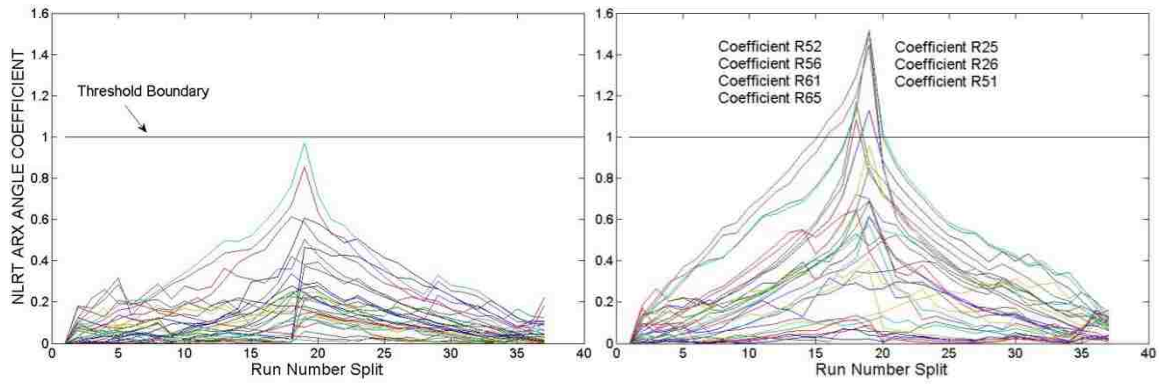 1.6
1.4
1.2
1
0.8
0.6
0.4
0.2
0
NLRT ARX ANGLE COEFFICIENT
Threshold Boundary
0 5 10 15 20 25 30 35 40
Run Number Split
1.6
1.4
1.2
1
0.8
0.6
0.4
0.2
0
Coefficient R52
Coefficient R56
Coefficient R61
Coefficient R65
Coefficient R25
Coefficient R26
Coefficient R51
0 5 10 15 20 25 30 35 40
Run Number Split